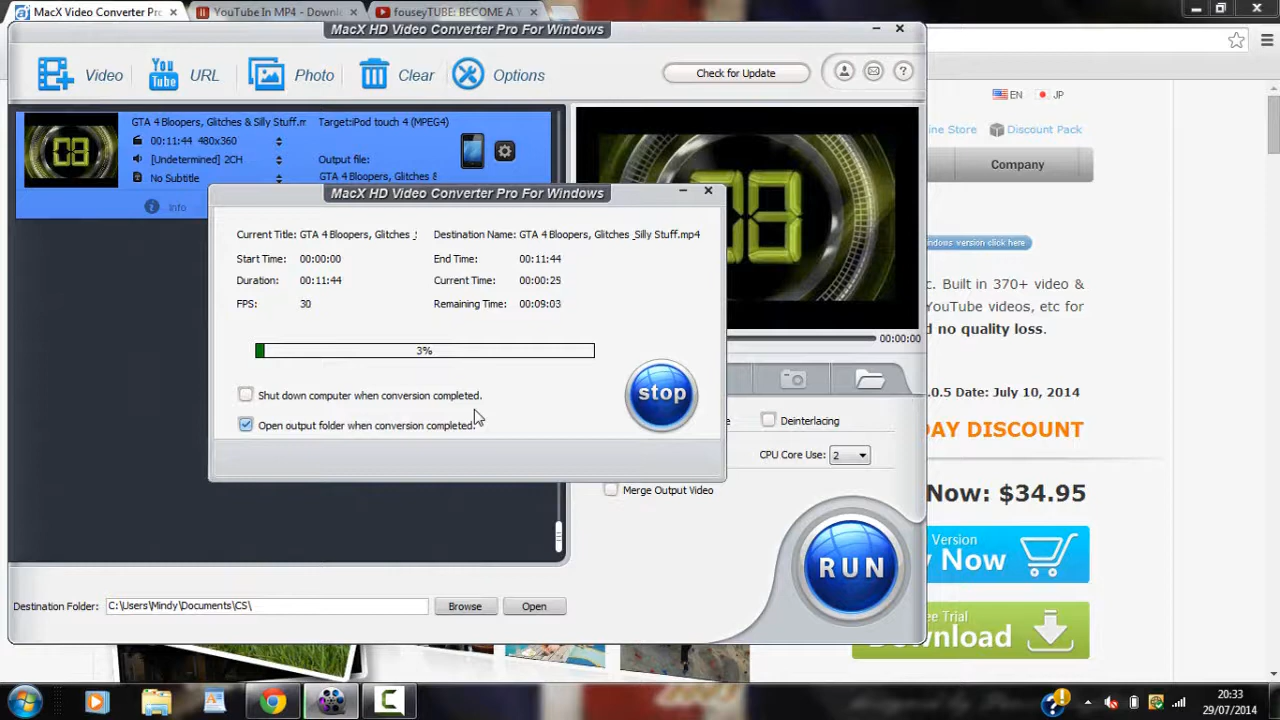 MacX Video Converter Pro
YouTube In MP4 - Downl
fouseyTUBE: BECOME A Y
MacX HD Video Converter Pro For Windows
Video
You Tube
URL
Photo
Clear
Options
Check for Update
?
EN
JP
ine Store
Discount Pack
Company
GTA 4 Bloopers, Glitches & Silly Stuff.m
Target:iPod touch 4 (MPEG4)
00:11:44 480x360
[Undetermined] 2CH
Output file:
No Subtitle
GTA 4 Bloopers, Glitches &
Info
03
MacX HD Video Converter Pro For Windows
Current Title: GTA 4 Bloopers, Glitches _
Destination Name: GTA 4 Bloopers, Glitches _Silly Stuff.mp4
Start Time: 00:00:00
End Time: 00:11:44
Duration: 00:11:44
Current Time: 00:00:25
FPS: 30
Remaining Time: 00:09:03
3%
Shut down computer when conversion completed.
Open output folder when conversion completed.
stop
00:00:00
Deinterlacing
CPU Core Use: 2
Merge Output Video
RUN
Destination Folder: C:\Users\Mindy\Documents\CS\
Browse
Open
indows version click here
c. Built in 370+ video &
YouTube videos, etc for
d no quality loss.
.0.5 Date: July 10, 2014
DAY DISCOUNT
Now: $34.95
Version
y Now
ee Trial
wnload
20:33
29/07/2014